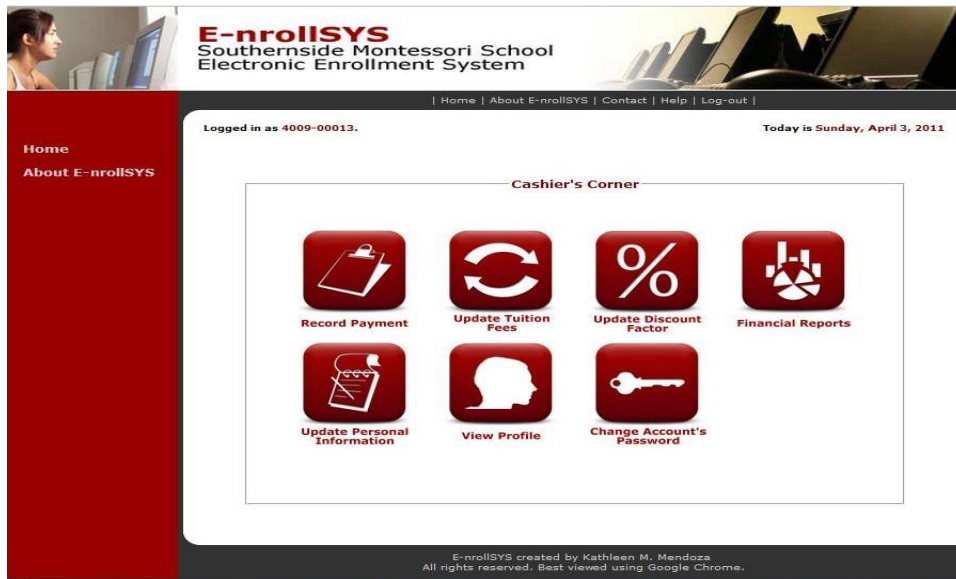 E-nrollSYS
Southernside Montessori School
Electronic Enrollment System
| Home | About E-nrollSYS | Contact | Help | Log-out |
Home
About E-nrollSYS
Logged in as 4009-00013.
Today is Sunday, April 3, 2011
Cashier's Corner
Record Payment
Update Tuition
Fees
Update Discount
Factor
Financial Reports
Update Personal
Information
View Profile
Change Account's
Password
E-nrollSYS created by Kathleen M. Mendoza
All rights reserved. Best viewed using Google Chrome.